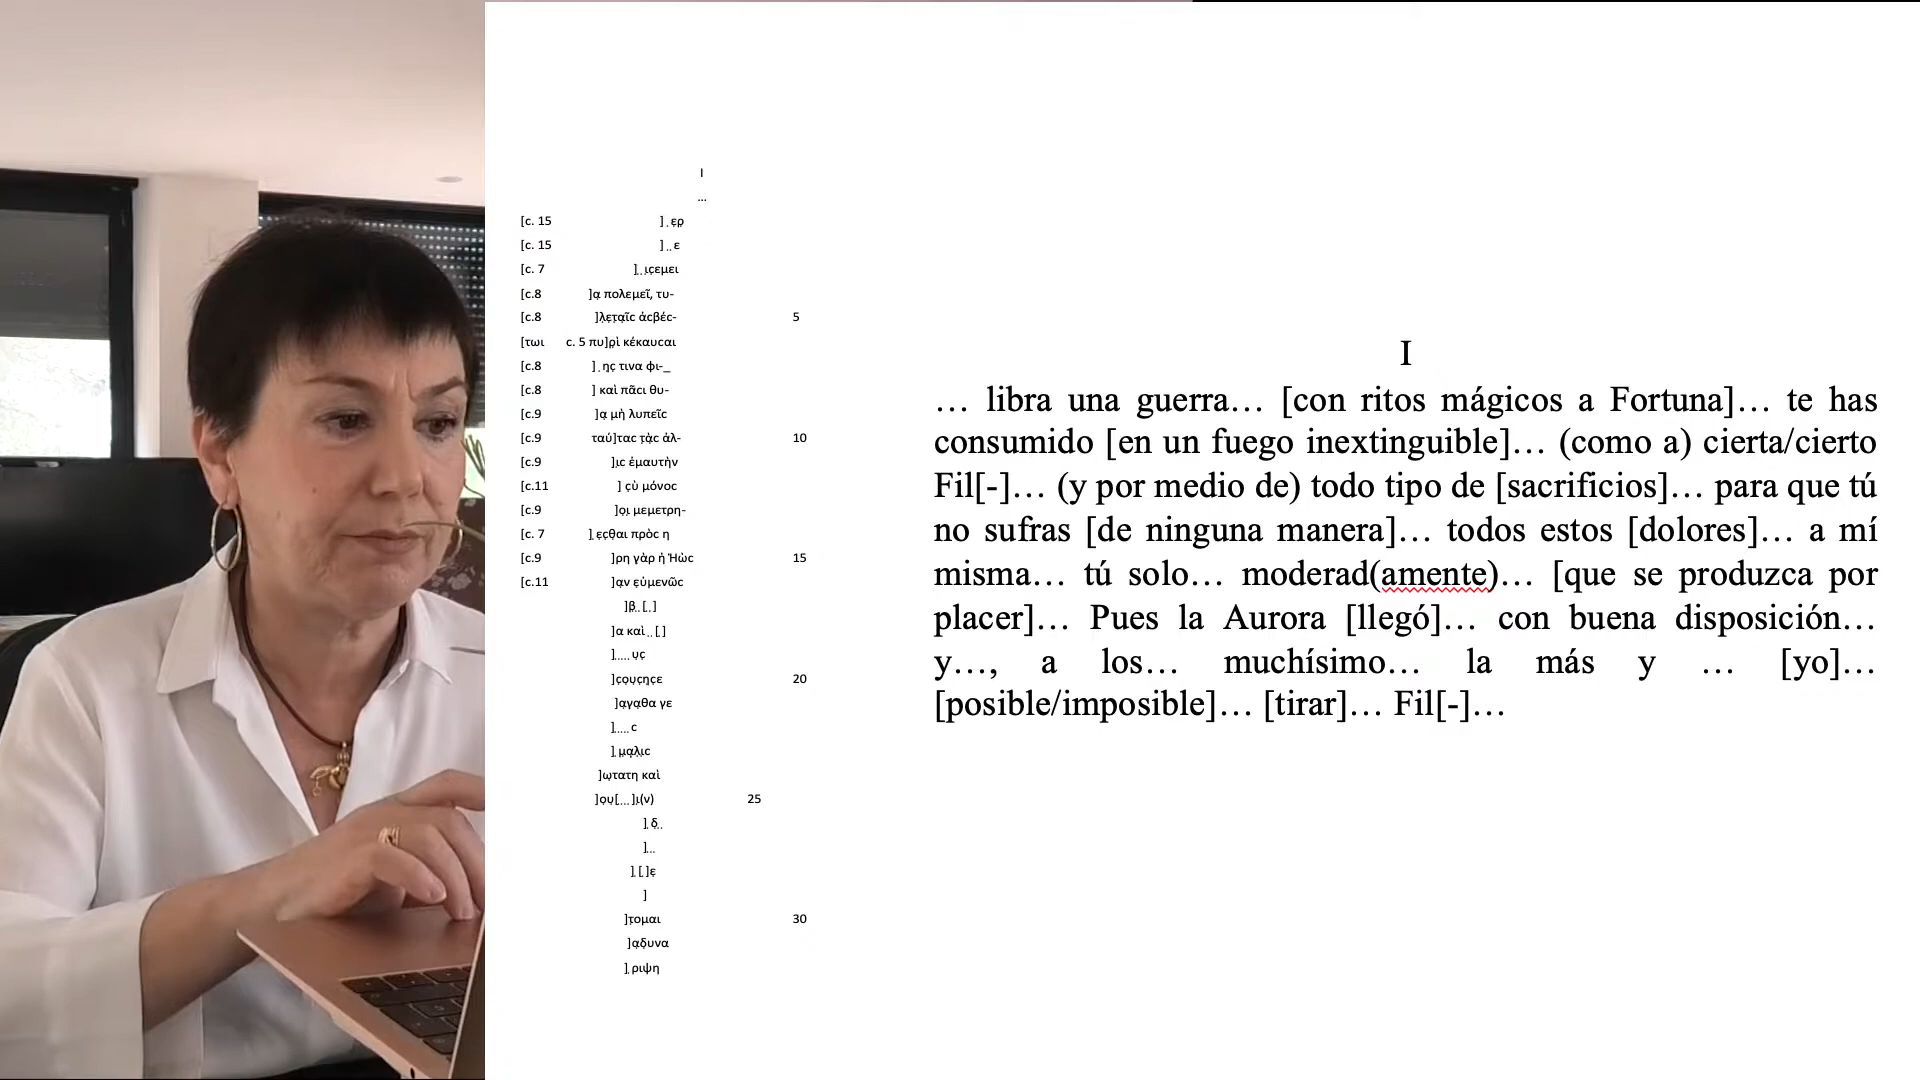 I
...
[c. 15 ] . ερ
[c. 15 ] .. ε
[c. 7 ]..ιϲεμει
[c.8 ]α πολεμεῖ, τυ-
[c.8 ]λεταῖϲ ἀϲβέϲ- 5
[τωι c. 5 πυ]ρὶ κέκαυϲαι
[c.8 ] . ηϲ τινα φι-_
[c.8 ] καὶ πᾶϲι θυ-
[c.9 ]α μὴ λυπεῖϲ
[c.9 ταύ]ταϲ τὰϲ ἀλ- 10
[c.9 ]ιϲ ἐμαυτὴν
[c.11 ] ϲὺ μόνοϲ
[c.9 ]οι μεμετρη-
[c. 7 ].εϲθαι πρὸϲ η
[c.9 ]ρη γὰρ ἡ Ἠὼϲ 15
[c.11 ]αν εὐμενῶϲ
]β.. [. .]
]α καὶ .. [ ]
]..... υϲ
]ϲουϲηϲε 20
]αγαθα γε
]..... ϲ
].μαλιϲ
]ωτατη καὶ
]ου[... ]ι(ν) 25
]. δ..
]...
]. [ ]ε
]
]τομαι 30
]αδυνα
]. ριψη
I
… libra una guerra… [con ritos mágicos a Fortuna]… te has
consumido [en un fuego inextinguible]… (como a) cierta/cierto
Fil[-]… (y por medio de) todo tipo de [sacrificios]… para que tú
no sufras [de ninguna manera]… todos estos [dolores]… a mí
misma… tú solo… moderad(amente)… [que se produzca por
placer]… Pues la Aurora [llegó]… con buena disposición…
y…, a los… muchísimo… la más y … [yo]…
[posible/imposible]… [tirar]… Fil[-]…